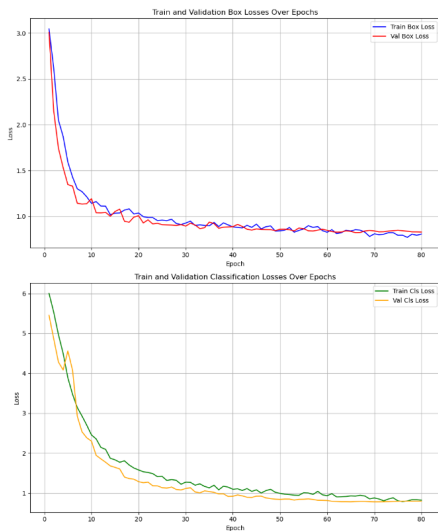 Train and Validation Box Losses Over Epochs
Train Box Loss
Val Box Loss
3.0
2.5
2.0
1.5
1.0
Loss
0 10 20 30 40 50 60 70 80
Epoch
Train and Validation Classification Losses Over Epochs
Train Cls Loss
Val Cls Loss
6
5
4
3
2
1
Loss
0 10 20 30 40 50 60 70 80
Epoch